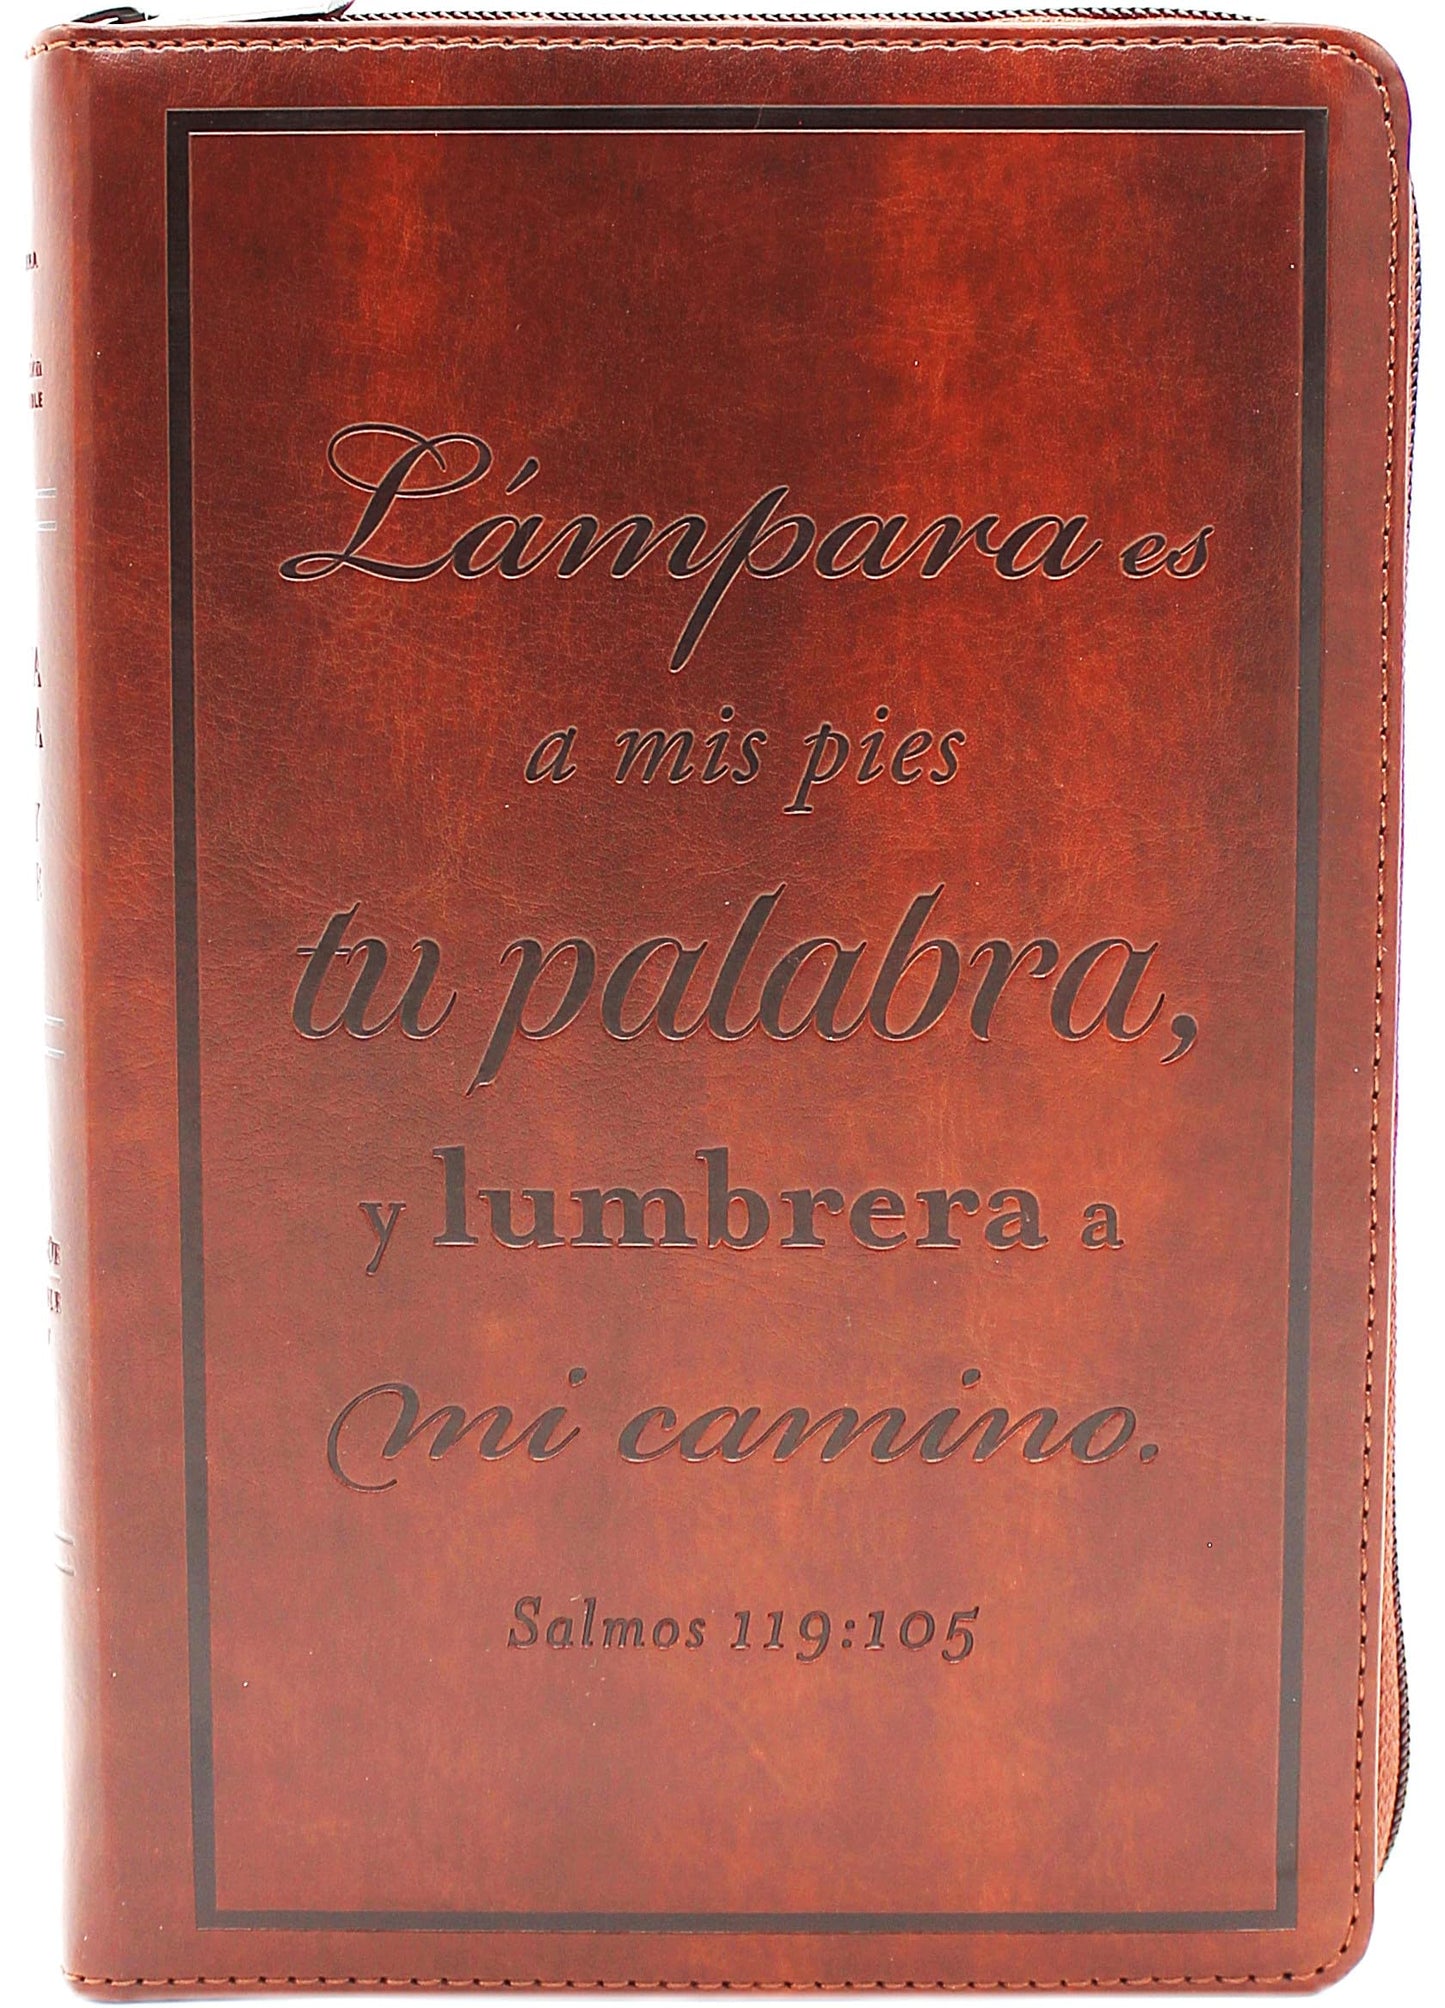 Lámpara es
a mis pies
tu palabra,
y lumbrera a
mi camino.
Salmos 119:105